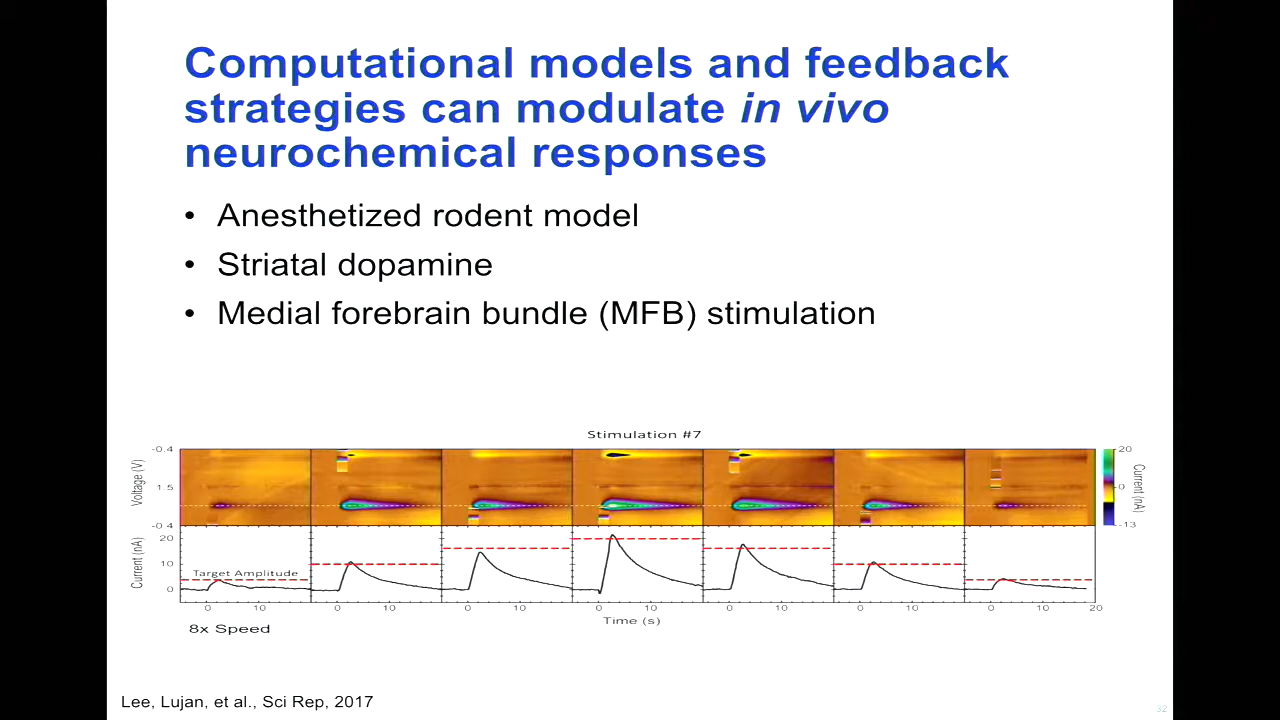 Computational models and feedback
strategies can modulate in vivo
neurochemical responses
• Anesthetized rodent model
• Striatal dopamine
• Medial forebrain bundle (MFB) stimulation
Stimulation #7
Voltage (V)
-0.4
1.5
-0.4
20
0
-13
Current (nA)
Current (nA)
20
10
0
Target Amplitude
0 10 0 10 0 10 0 10 0 10 0 10 0 10 20
Time (s)
8x Speed
Lee, Lujan, et al., Sci Rep, 2017
32